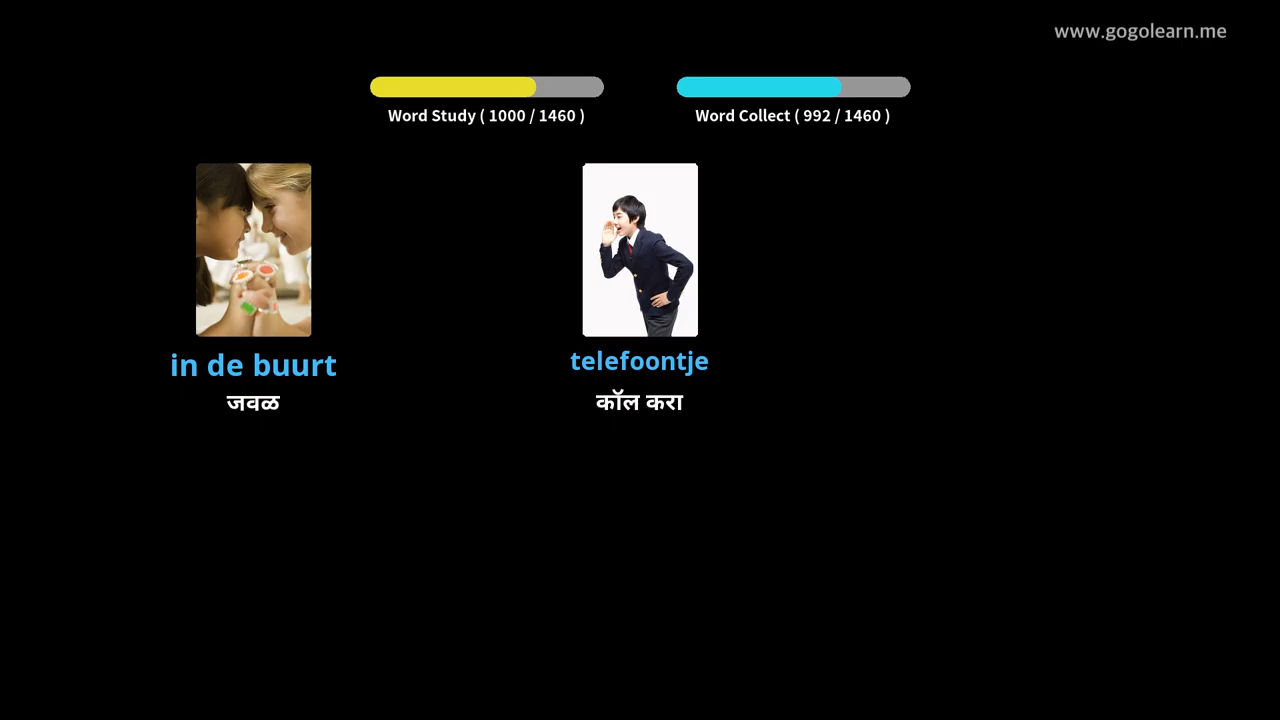 www.gogolearn.me
Word Study ( 1000 / 1460 )
Word Collect ( 992 / 1460 )
in de buurt
जवळ
telefoontje
कॉल करा